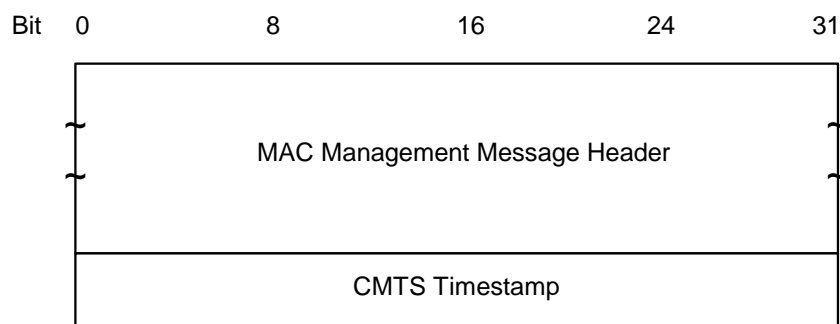 Bit 0 8 16 24 31
MAC Management Message Header
CMTS Timestamp